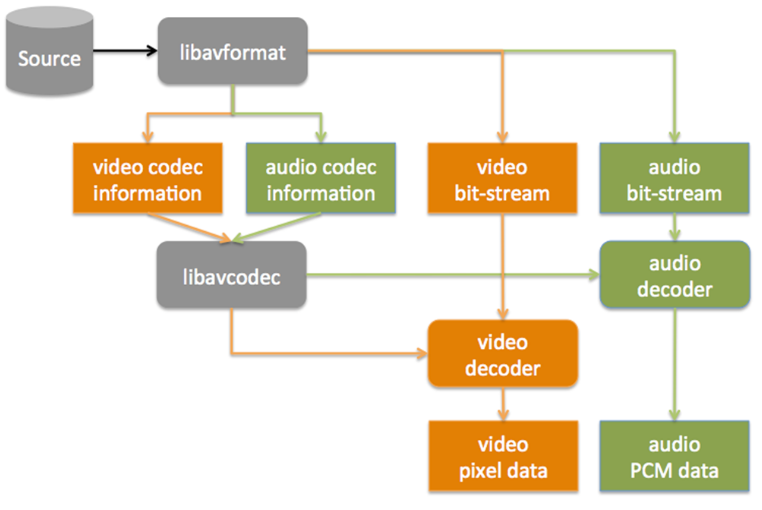 Source
libavformat
video codec
information
audio codec
information
video
bit-stream
audio
bit-stream
libavcodec
audio
decoder
video
decoder
video
pixel data
audio
PCM data